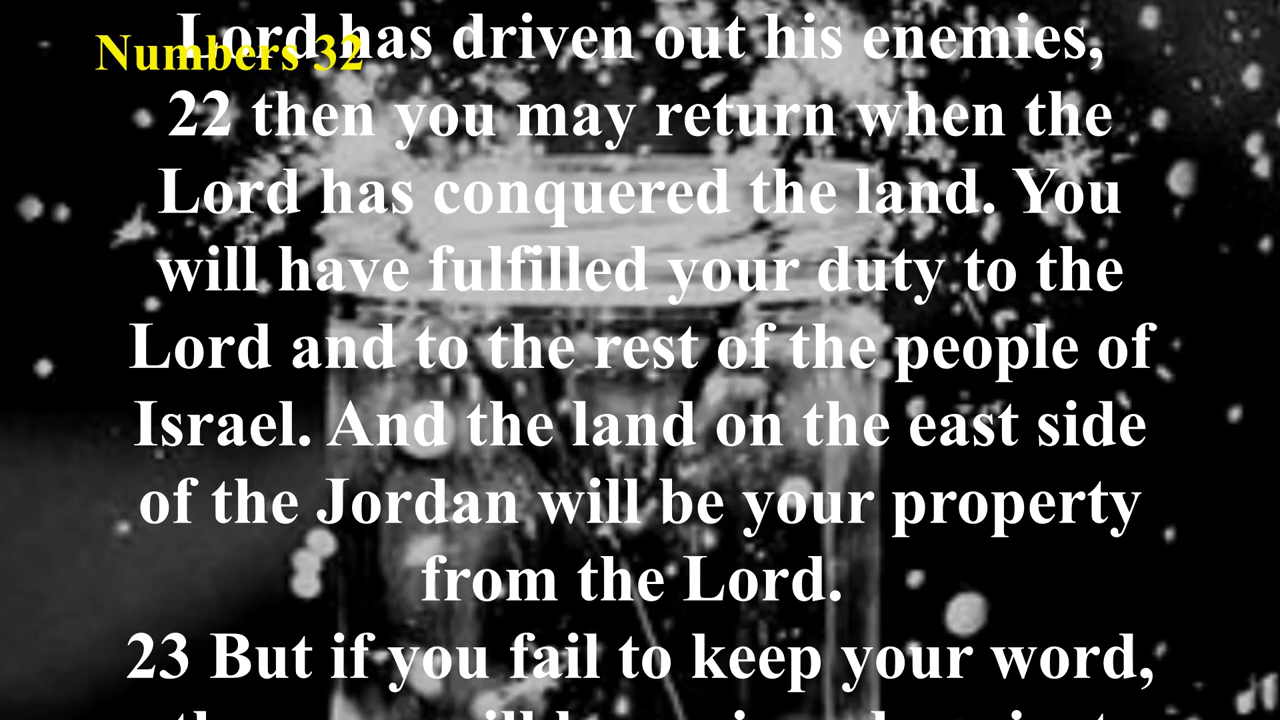 Numbers 32
Lord has driven out his enemies,
22 then you may return when the
Lord has conquered the land. You
will have fulfilled your duty to the
Lord and to the rest of the people of
Israel. And the land on the east side
of the Jordan will be your property
from the Lord.
23 But if you fail to keep your word,